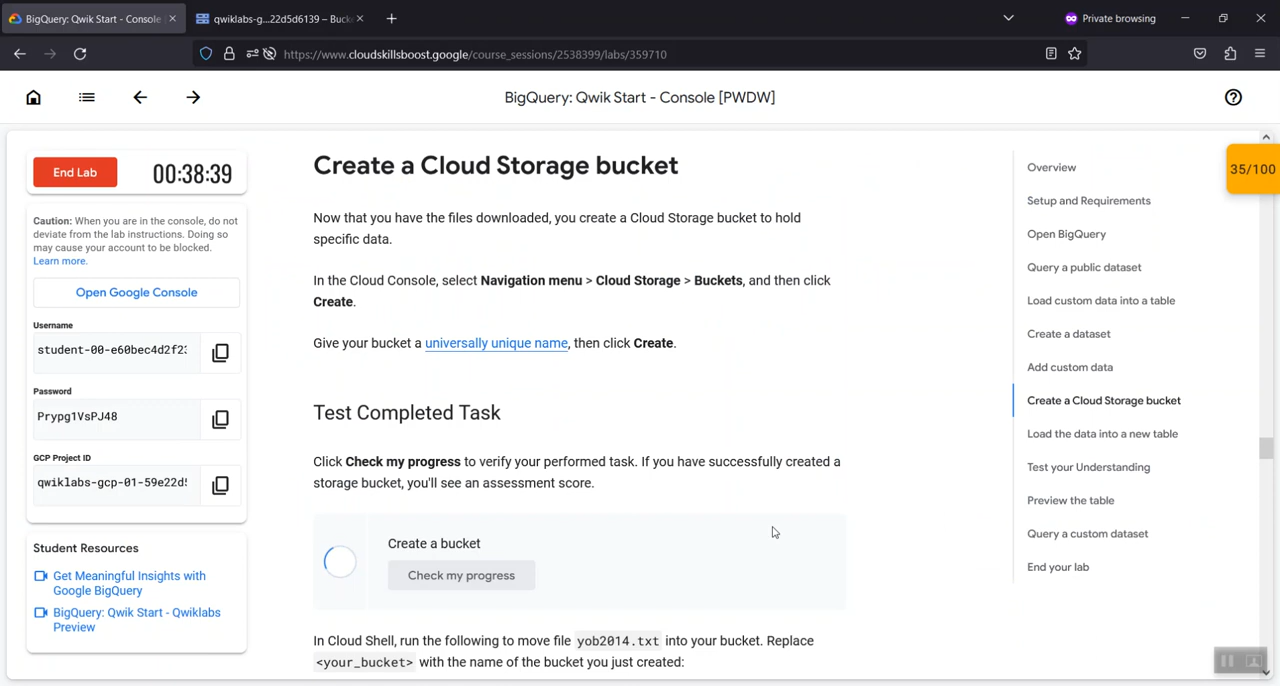 BigQuery: Qwik Start - Console
qwiklabs-g...22d5d6139 – Bucke
Private browsing
https://www.cloudskillsboost.google/course_sessions/2538399/labs/359710
BigQuery: Qwik Start - Console [PWDW]
End Lab
00:38:39
Caution: When you are in the console, do not
deviate from the lab instructions. Doing so
may cause your account to be blocked.
Learn more.
Open Google Console
Username
student-00-e60bec4d2f23
Password
Prypg1VsPJ48
GCP Project ID
qwiklabs-gcp-01-59e22d5
Student Resources
Get Meaningful Insights with
Google BigQuery
BigQuery: Qwik Start - Qwiklabs
Preview
Create a Cloud Storage bucket
Now that you have the files downloaded, you create a Cloud Storage bucket to hold
specific data.
In the Cloud Console, select Navigation menu > Cloud Storage > Buckets, and then click
Create.
Give your bucket a universally unique name, then click Create.
Test Completed Task
Click Check my progress to verify your performed task. If you have successfully created a
storage bucket, you'll see an assessment score.
Create a bucket
Check my progress
In Cloud Shell, run the following to move file yob2014.txt into your bucket. Replace
<your_bucket> with the name of the bucket you just created:
Overview
Setup and Requirements
Open BigQuery
Query a public dataset
Load custom data into a table
Create a dataset
Add custom data
Create a Cloud Storage bucket
Load the data into a new table
Test your Understanding
Preview the table
Query a custom dataset
End your lab
35/100